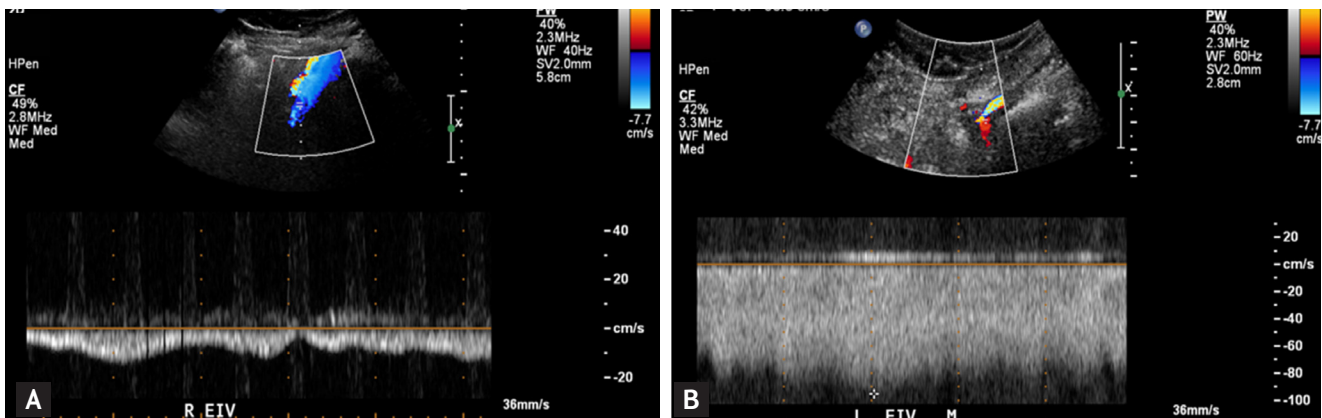 PW
40%
2.3MHz
WF 40Hz
SV2.0mm
5.8cm
HPen
CF
49%
2.8MHz
WF Med
Med
x
-7.7
cm/s
40
20
cm/s
-20
A
R EIV
36mm/s
P
PW
40%
2.3MHz
WF 60Hz
SV2.0mm
2.8cm
HPen
CF
42%
3.3MHz
WF Med
Med
x
-7.7
cm/s
20
cm/s
-20
-40
-60
-80
-100
B
L EIV M
36mm/s